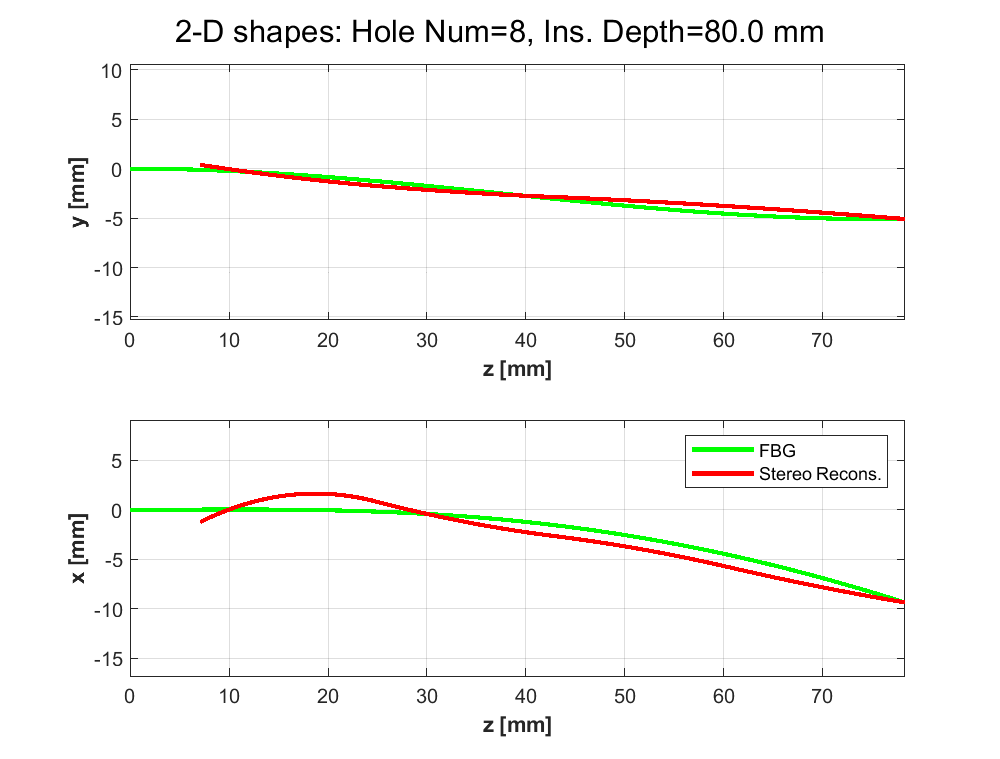 2-D shapes: Hole Num=8, Ins. Depth=80.0 mm
10
5
0
-5
-10
-15
y [mm]
0 10 20 30 40 50 60 70
z [mm]
5
0
-5
-10
-15
x [mm]
FBG
Stereo Recons.
0 10 20 30 40 50 60 70
z [mm]